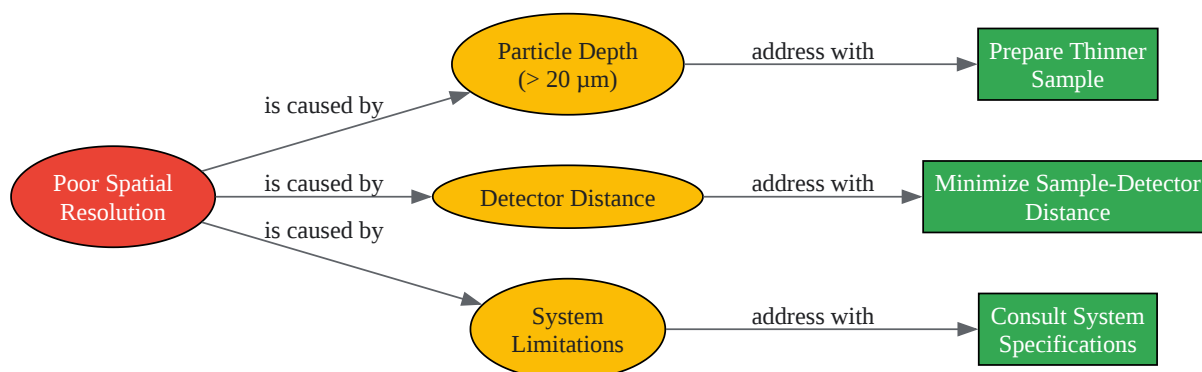 Particle Depth
(> 20 µm)
address with
Prepare Thinner
Sample
is caused by
Poor Spatial
Resolution
is caused by
Detector Distance
address with
Minimize Sample-Detector
Distance
is caused by
System
Limitations
address with
Consult System
Specifications